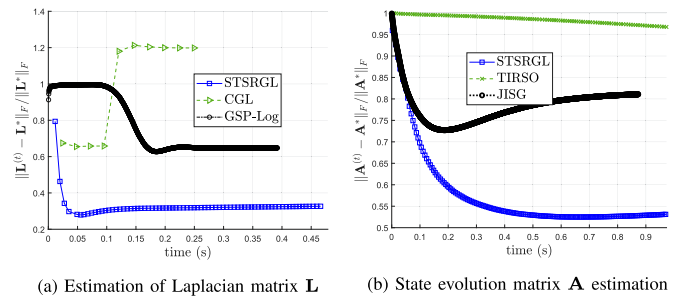 1.4
1.2
1
0.8
0.6
0.4
0.2
||L^(t) − L*||_F / ||L*||_F
STSRGL
CGL
GSP-Log
0 0.05 0.1 0.15 0.2 0.25 0.3 0.35 0.4 0.45
time (s)
(a) Estimation of Laplacian matrix L
1
0.95
0.9
0.85
0.8
0.75
0.7
0.65
0.6
0.55
0.5
||A^(t) − A*||_F / ||A*||_F
STSRGL
TIRSO
JISG
0 0.1 0.2 0.3 0.4 0.5 0.6 0.7 0.8 0.9
time (s)
(b) State evolution matrix A estimation